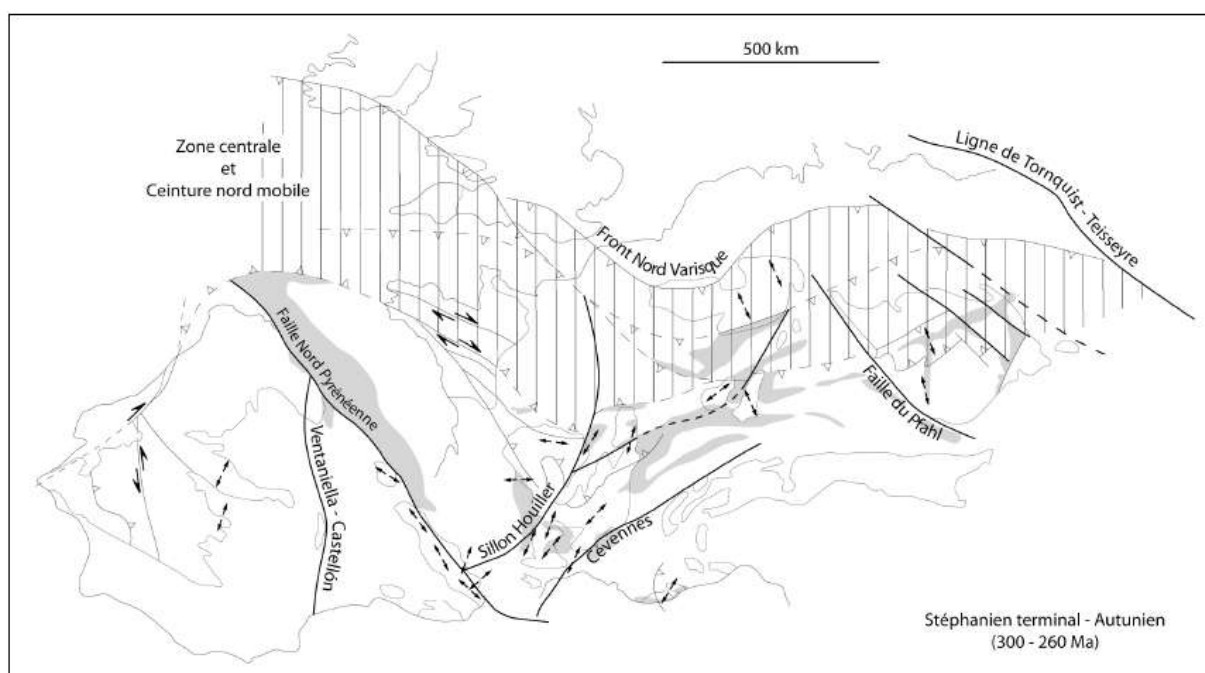 500 km
Zone centrale
et
Ceinture nord mobile
Ligne de Tornquist - Teisseyre
Front Nord Varisque
Faille Nord Pyrénéenne
Ventaniella - Castellón
Sillon Houiller
Cévennes
Faille du Pfahl
Stéphanien terminal - Autunien
(300 - 260 Ma)